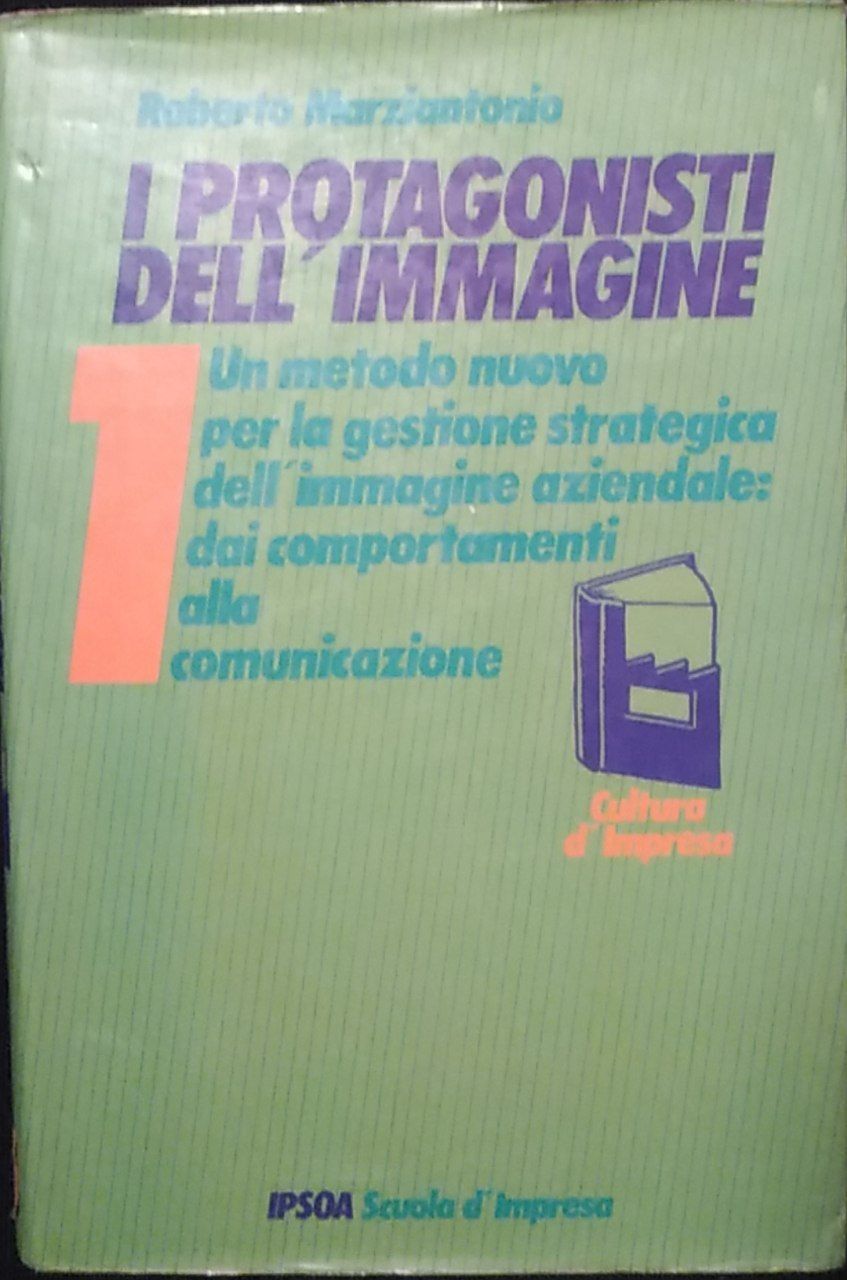 Roberto Marziantonio
I PROTAGONISTI
DELL'IMMAGINE
1
Un metodo nuovo
per la gestione strategica
dell'immagine aziendale:
dai comportamenti
alla
comunicazione
Cultura
d'Impresa
IPSOA Scuola d'Impresa